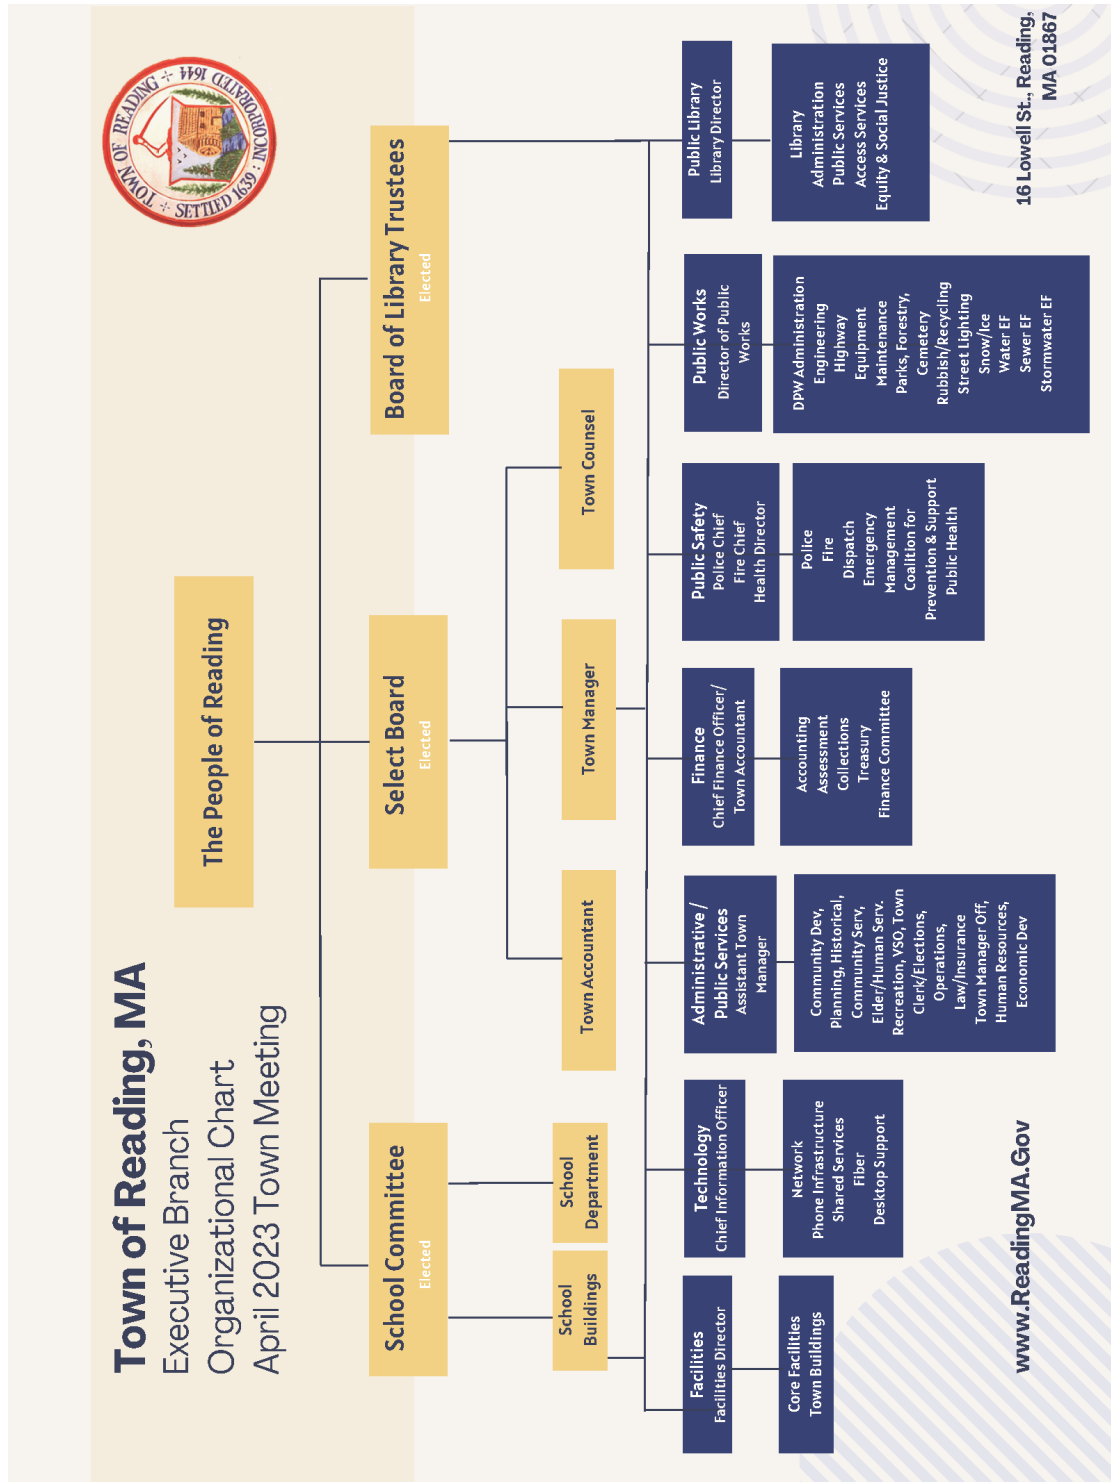 Town of Reading, MA
Executive Branch
Organizational Chart
April 2023 Town Meeting
TOWN OF READING
INCORPORATED 1644
SETTLED 1639
The People of Reading
School Committee
Elected
Select Board
Elected
Board of Library Trustees
Elected
School
Buildings
School
Department
Town Accountant
Town Manager
Town Counsel
Facilities
Facilities Director
Core Facilities
Town Buildings
Technology
Chief Information Officer
Network
Phone Infrastructure
Shared Services
Fiber
Desktop Support
Administrative /
Public Services
Assistant Town
Manager
Community Dev,
Planning, Historical,
Community Serv,
Elder/Human Serv.
Recreation, VSO, Town
Clerk/Elections,
Operations,
Law/Insurance
Town Manager Off,
Human Resources,
Economic Dev
Finance
Chief Finance Officer/
Town Accountant
Accounting
Assessment
Collections
Treasury
Finance Committee
Public Safety
Police Chief
Fire Chief
Health Director
Police
Fire
Dispatch
Emergency
Management
Coalition for
Prevention & Support
Public Health
Public Works
Director of Public
Works
DPW Administration
Engineering
Highway
Equipment
Maintenance
Parks, Forestry,
Cemetery
Rubbish/Recycling
Street Lighting
Snow/Ice
Water EF
Sewer EF
Stormwater EF
Public Library
Library Director
Library
Administration
Public Services
Access Services
Equity & Social Justice
www.ReadingMA.Gov
16 Lowell St., Reading,
MA 01867